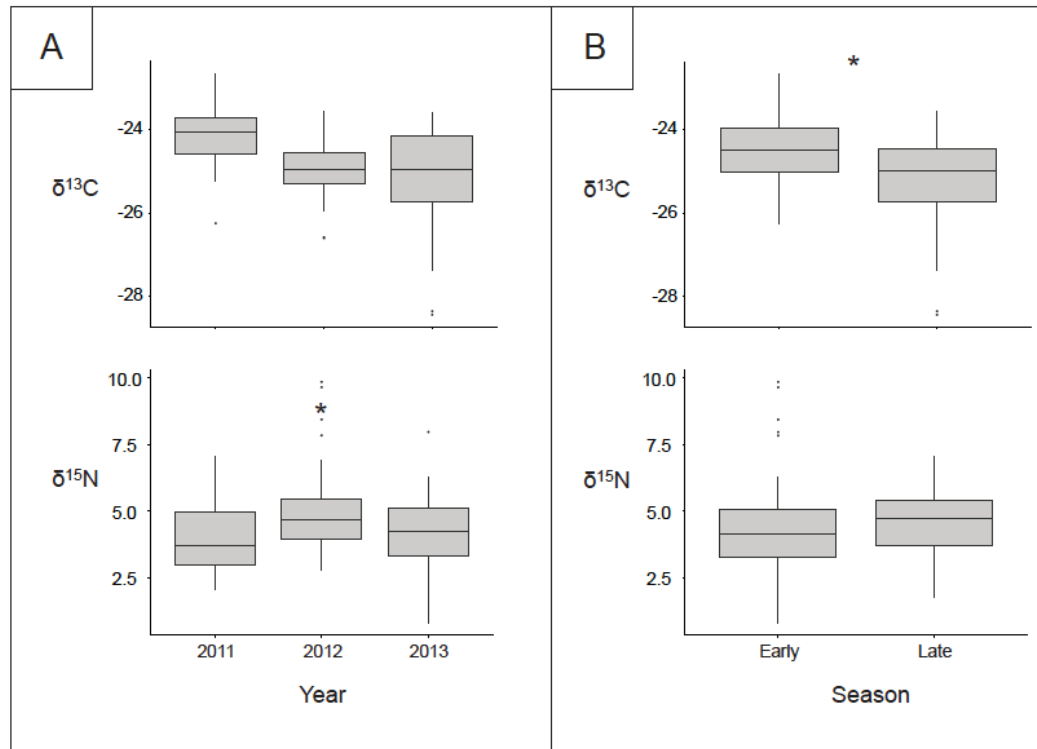 A
-24
δ¹³C
-26
-28
10.0
*
7.5
δ¹⁵N
5.0
2.5
2011 2012 2013
Year
B
*
-24
δ¹³C
-26
-28
10.0
7.5
δ¹⁵N
5.0
2.5
Early Late
Season